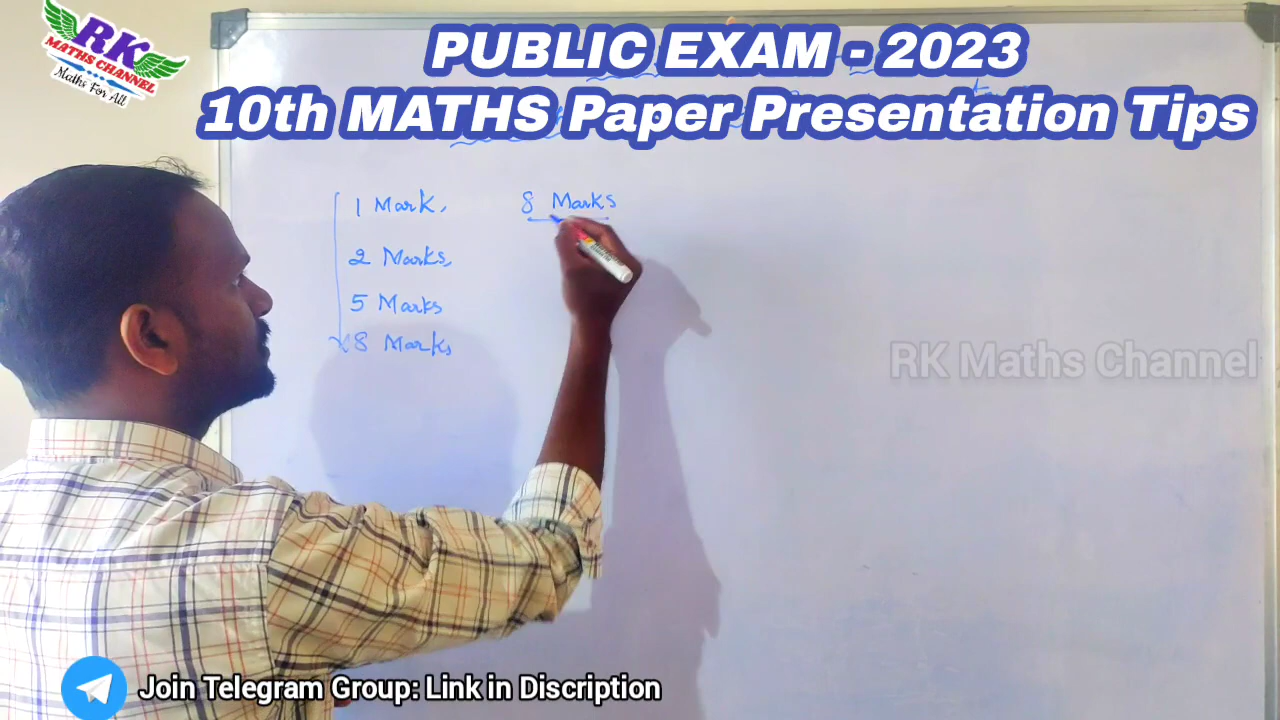 RK
MATHS CHANNEL
Maths For All
PUBLIC EXAM - 2023
10th MATHS Paper Presentation Tips
1 Mark,
2 Marks,
5 Marks
8 Marks,
8 Marks
RK Maths Channel
Join Telegram Group: Link in Discription